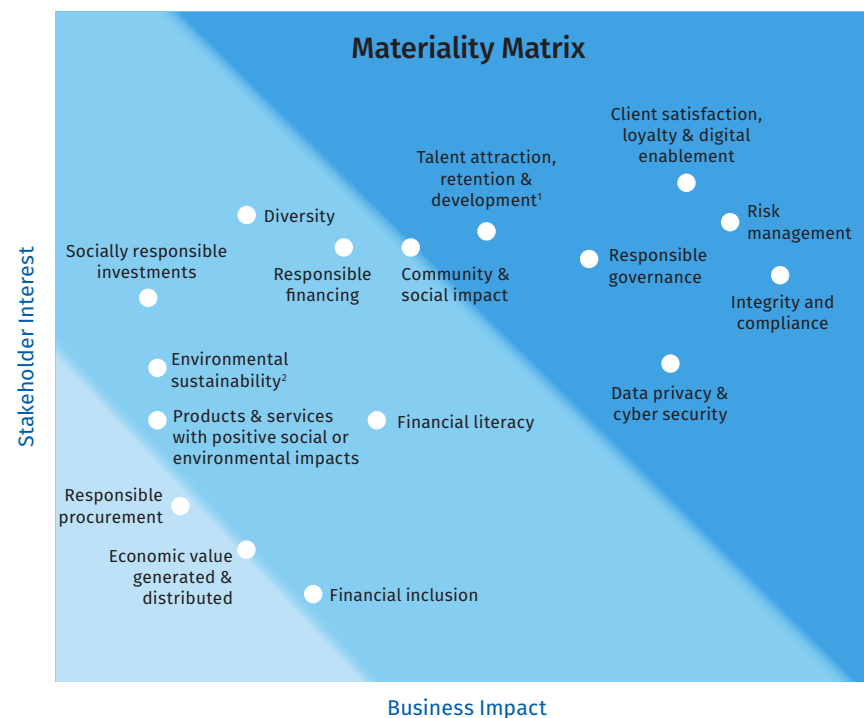 Materiality Matrix
Client satisfaction,
loyalty & digital
enablement
Talent attraction,
retention &
development¹
Diversity
Risk
management
Socially responsible
investments
Responsible
financing
Community &
social impact
Responsible
governance
Integrity and
compliance
Environmental
sustainability²
Data privacy &
cyber security
Products & services
with positive social or
environmental impacts
Financial literacy
Responsible
procurement
Economic value
generated &
distributed
Financial inclusion
Stakeholder Interest
Business Impact